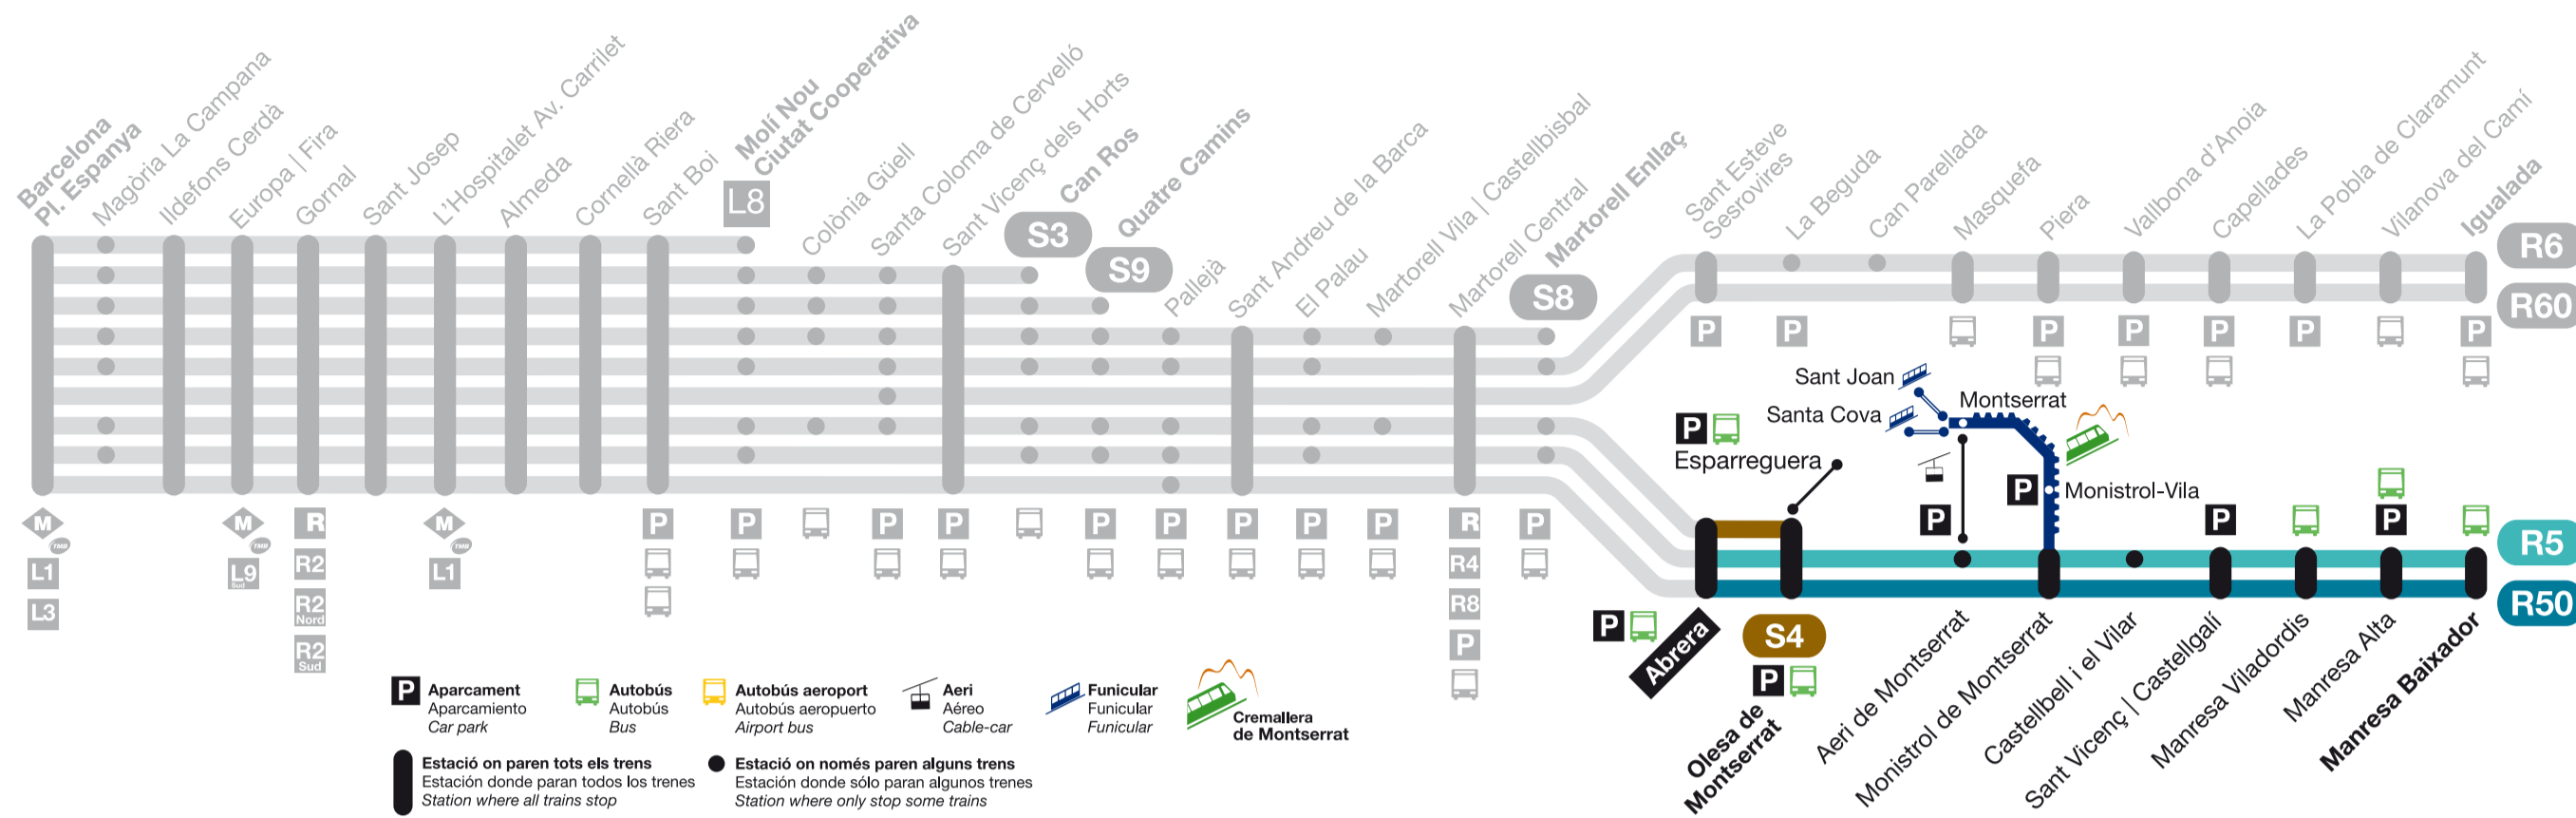 Barcelona
Pl. Espanya
Magòria La Campana
Ildefons Cerdà
Europa | Fira
Gornal
Sant Josep
L'Hospitalet Av. Carrilet
Almeda
Cornellà Riera
Sant Boi
Molí Nou
Ciutat Cooperativa
L8
Colònia Güell
Santa Coloma de Cervelló
Sant Vicenç dels Horts
Can Ros
S3
Quatre Camins
S9
Pallejà
Sant Andreu de la Barca
El Palau
Martorell Vila | Castellbisbal
Martorell Central
Martorell Enllaç
S8
Sant Esteve
Sesrovires
La Beguda
Can Parellada
Masquefa
Piera
Vallbona d'Anoia
Capellades
La Pobla de Claramunt
Vilanova del Camí
Igualada
R6
R60
P
P
P
P
P
P
P
Sant Joan
Santa Cova
Montserrat
P
Esparreguera
P
Monistrol-Vila
P
P
P
R5
R50
M
TMB
L1
L3
M
TMB
L9
Sud
R
R2
R2
Nord
R2
Sud
M
TMB
L1
P
P
P
P
P
P
P
P
P
R
R4
R8
P
P
P
Abrera
S4
P
Olesa de
Montserrat
Aeri de Montserrat
Monistrol de Montserrat
Castellbell i el Vilar
Sant Vicenç | Castellgalí
Manresa Viladordis
Manresa Alta
Manresa Baixador
P
Aparcament
Aparcamiento
Car park
Autobús
Autobús
Bus
Autobús aeroport
Autobús aeropuerto
Airport bus
Aeri
Aéreo
Cable-car
Funicular
Funicular
Funicular
Cremallera
de Montserrat
Estació on paren tots els trens
Estación donde paran todos los trenes
Station where all trains stop
Estació on només paren alguns trens
Estación donde sólo paran algunos trenes
Station where only stop some trains